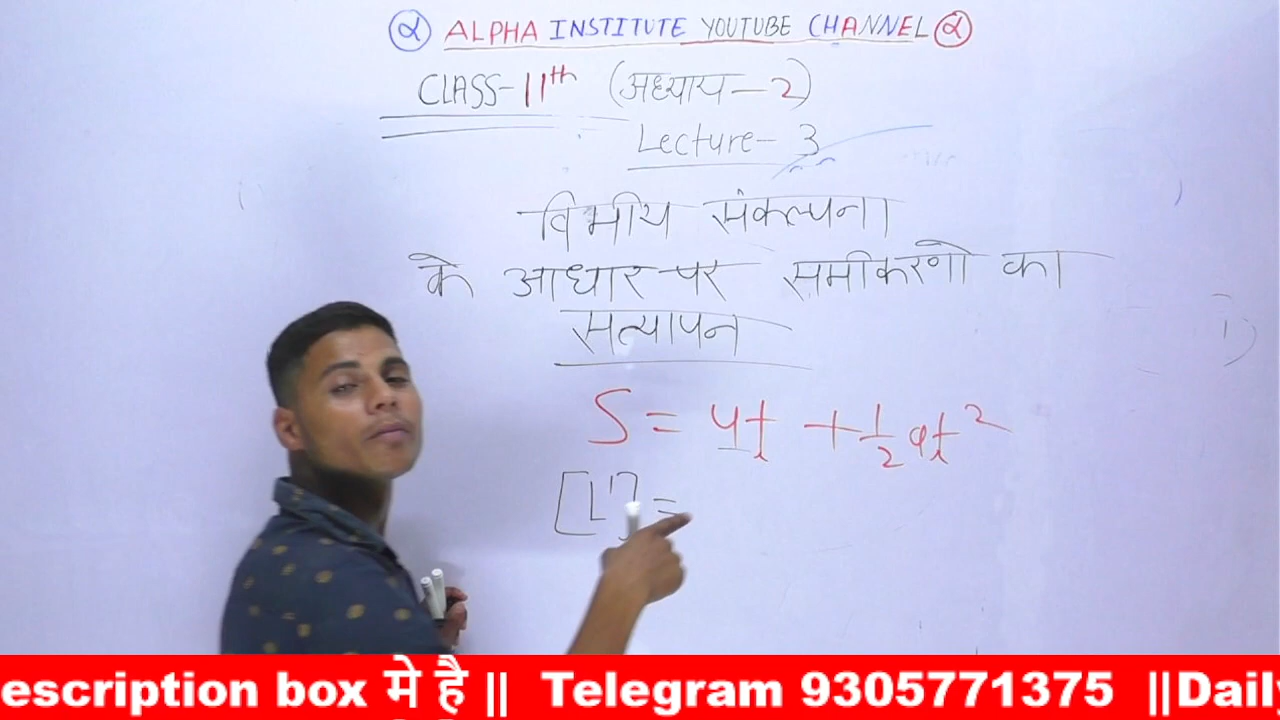 α ALPHA INSTITUTE YOUTUBE CHANNEL α
CLASS-11th (अध्याय-2)
Lecture-3
विमीय संकल्पना
के आधार पर समीकरणो का
सत्यापन
S = ut + 1/2 at²
[L¹] =
escription box मे है || Telegram 9305771375 ||Daily